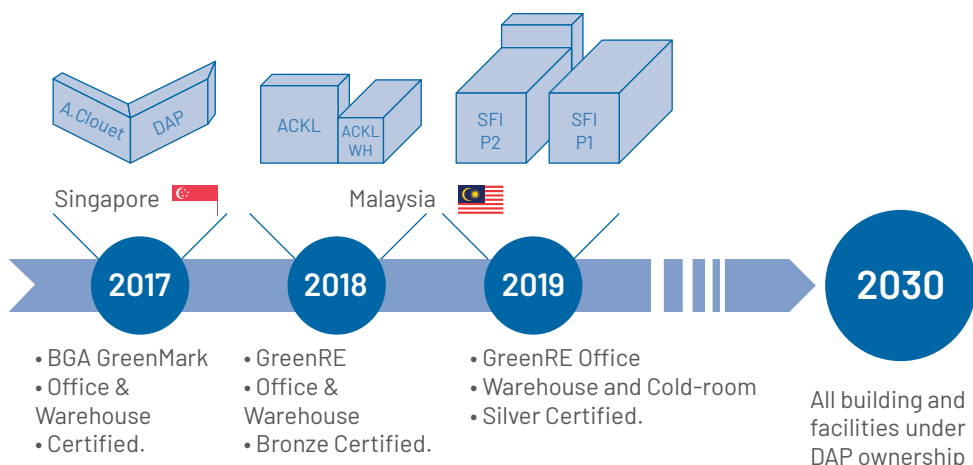 A. Clouet
DAP
ACKL
ACKL
WH
SFI
P2
SFI
P1
Singapore
Malaysia
2017
2018
2019
2030
• BGA GreenMark
• Office &
Warehouse
• Certified.
• GreenRE
• Office &
Warehouse
• Bronze Certified.
• GreenRE Office
• Warehouse and Cold-room
• Silver Certified.
All building and
facilities under
DAP ownership